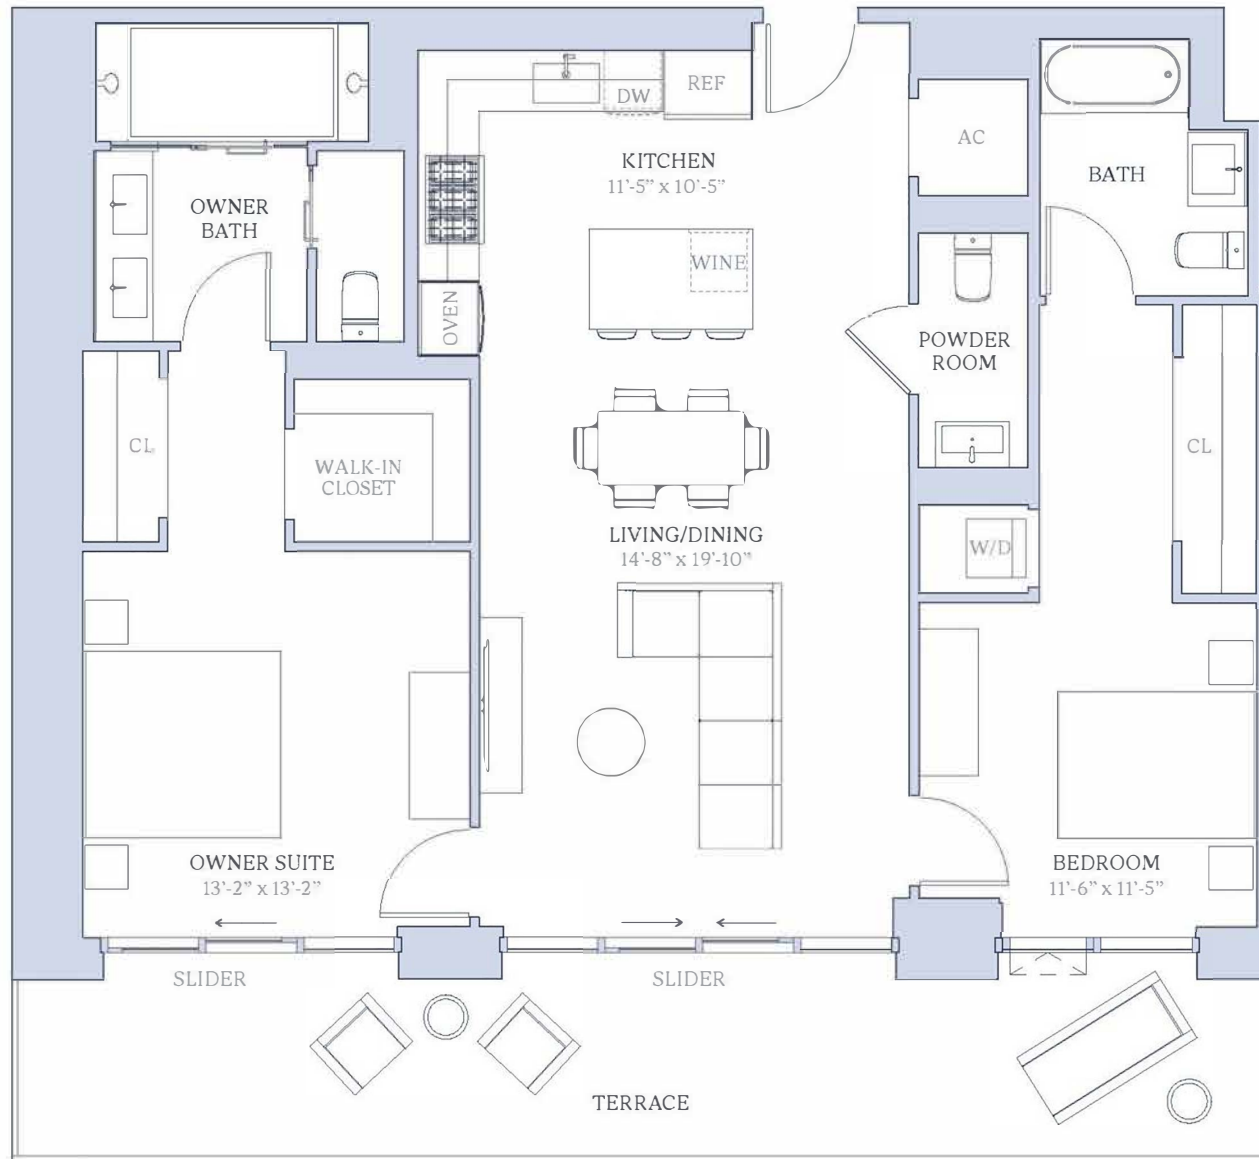 REF
DW
AC
KITCHEN
11'-5" x 10'-5"
BATH
OWNER
BATH
WINE
OVEN
POWDER
ROOM
CL
WALK-IN
CLOSET
CL
LIVING/DINING
14'-8" x 19'-10"
W/D
OWNER SUITE
13'-2" x 13'-2"
BEDROOM
11'-6" x 11'-5"
SLIDER
SLIDER
TERRACE